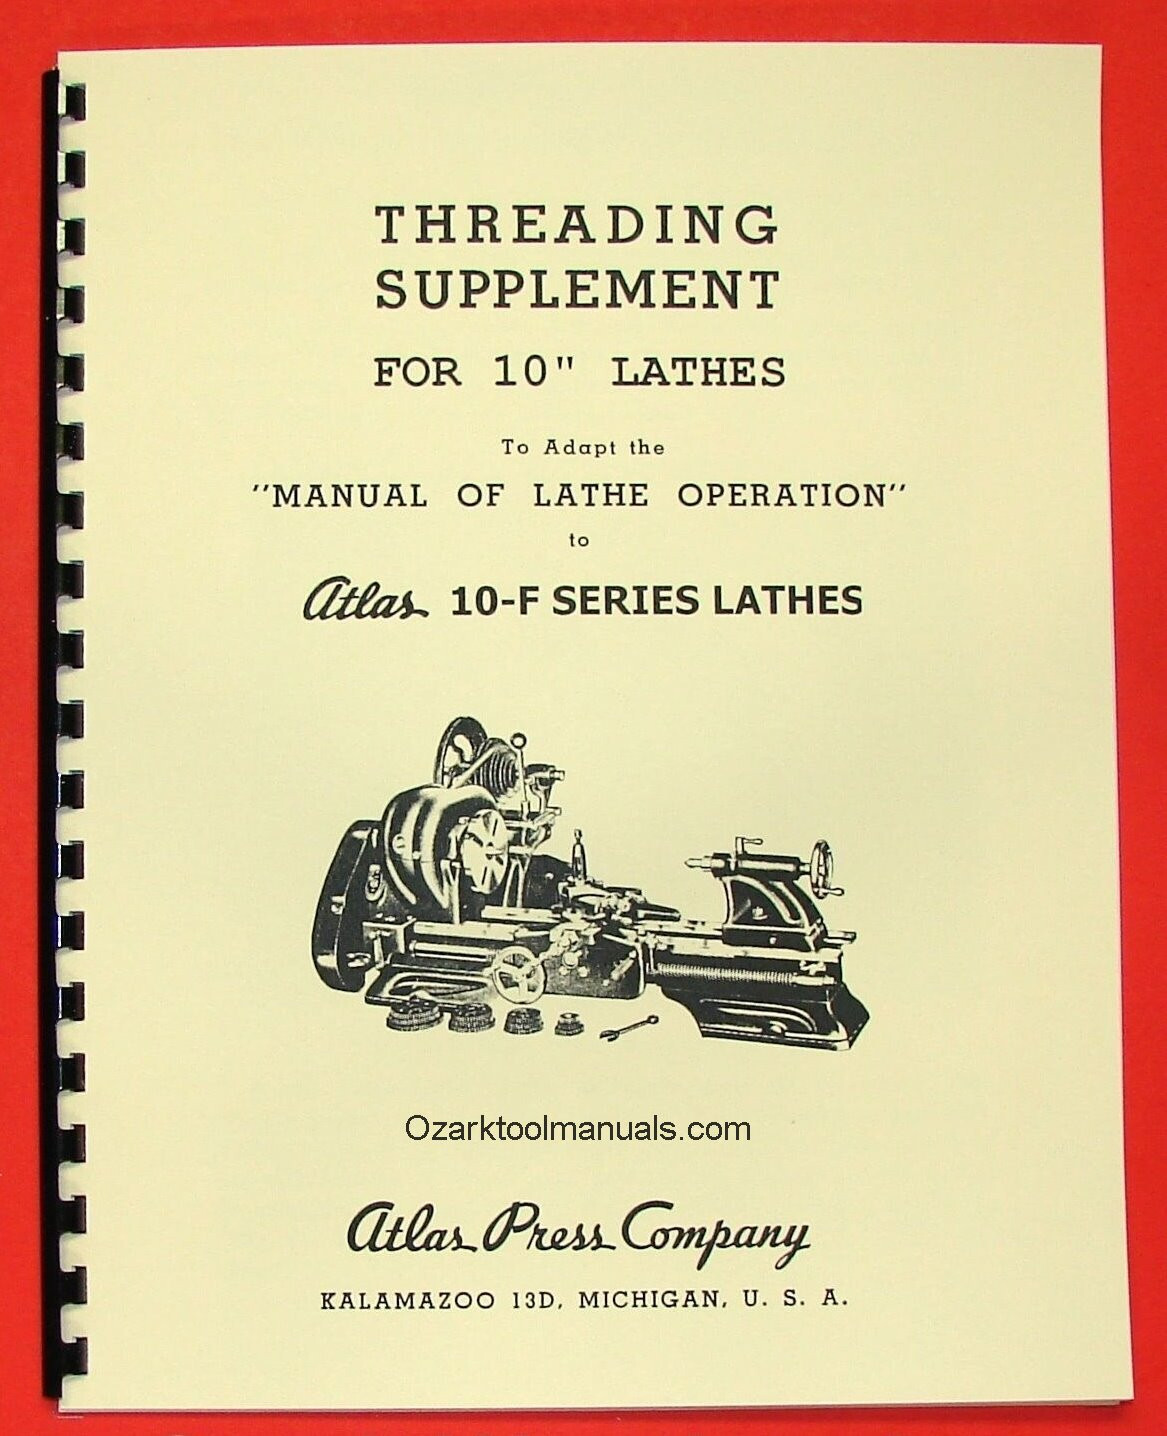 THREADING
SUPPLEMENT
FOR 10" LATHES
To Adapt the
"MANUAL OF LATHE OPERATION"
to
Atlas 10-F SERIES LATHES
Ozarktoolmanuals.com
Atlas Press Company
KALAMAZOO 13D, MICHIGAN, U. S. A.